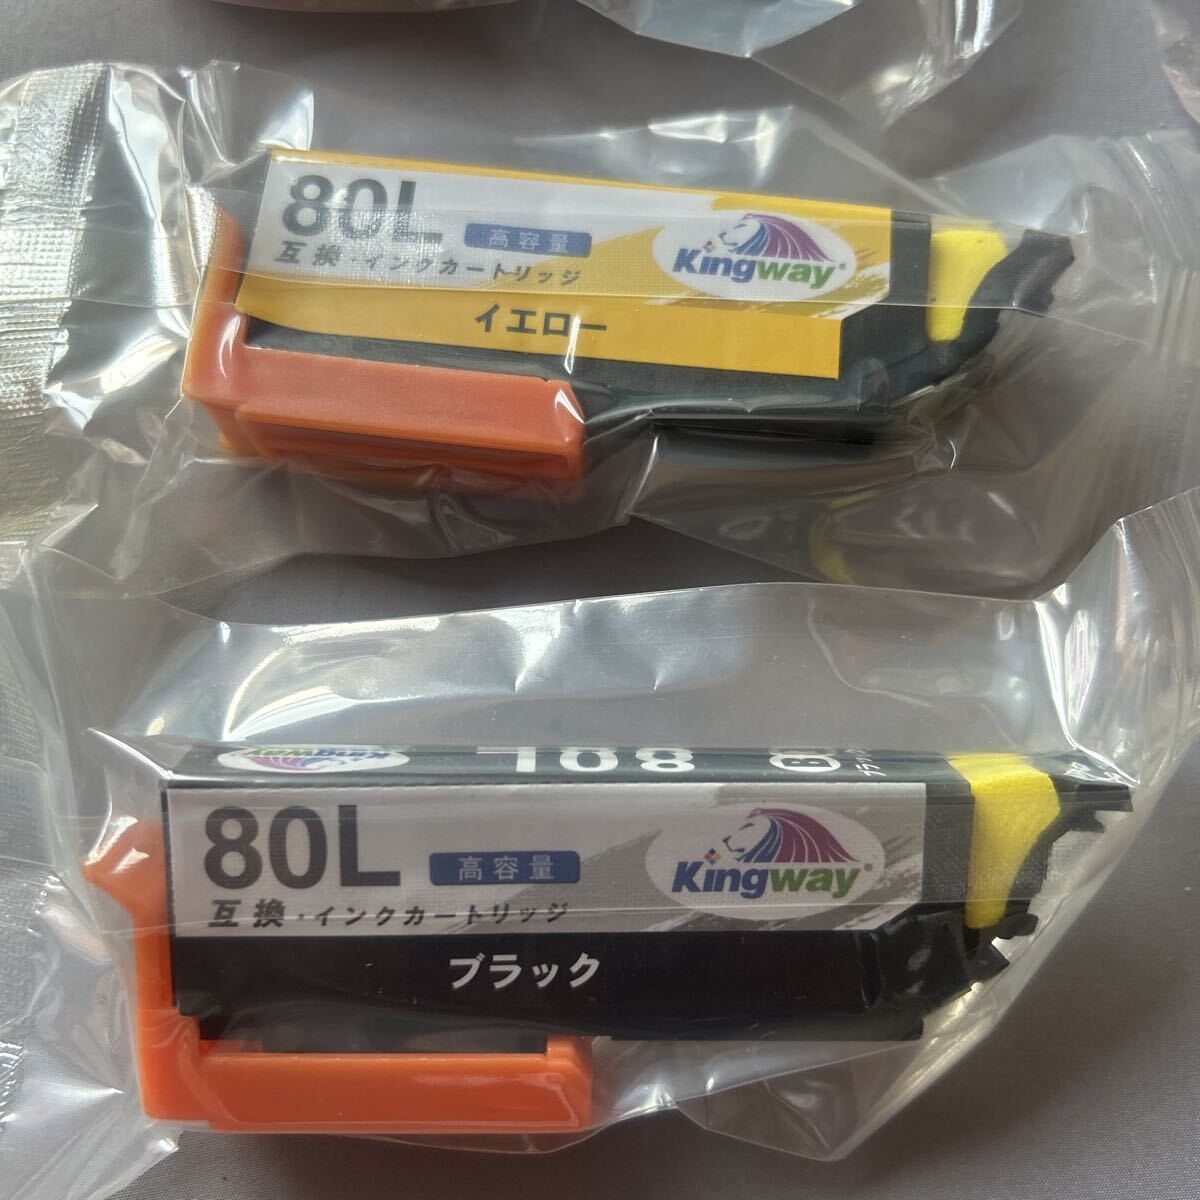 80L 高容量
互換・インクカートリッジ
Kingway
イエロー
Kingway 80L B
80L 高容量
互換・インクカートリッジ
Kingway
ブラック